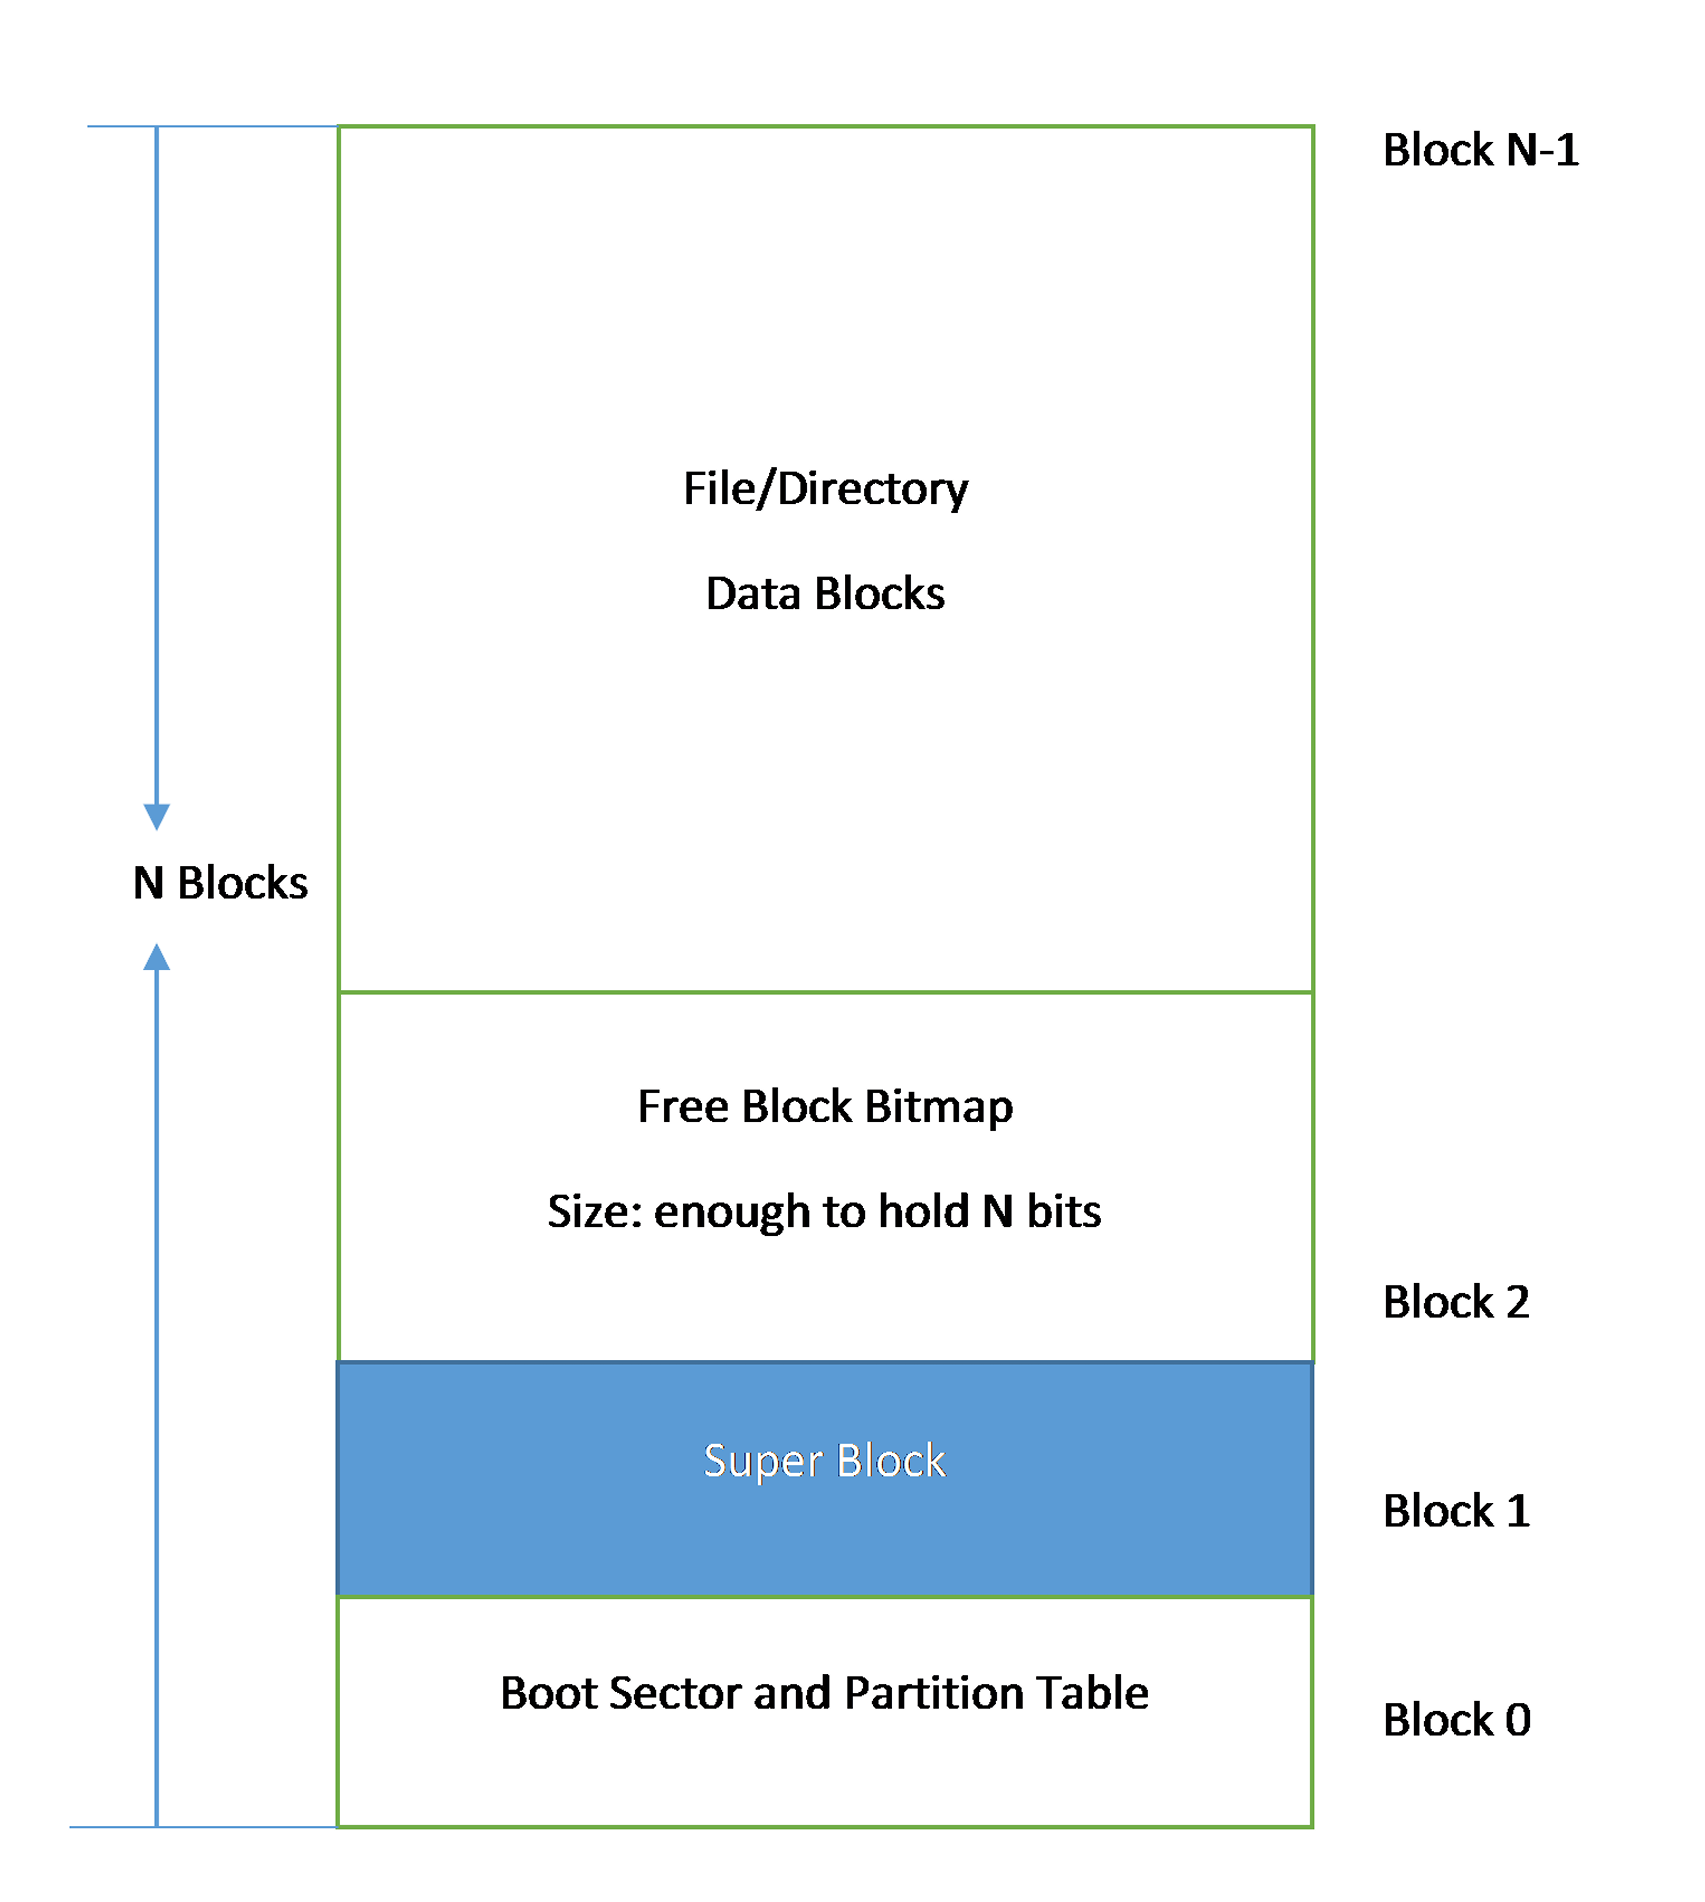 Block N-1
File/Directory
Data Blocks
N Blocks
Free Block Bitmap
Size: enough to hold N bits
Block 2
Super Block
Block 1
Boot Sector and Partition Table
Block 0